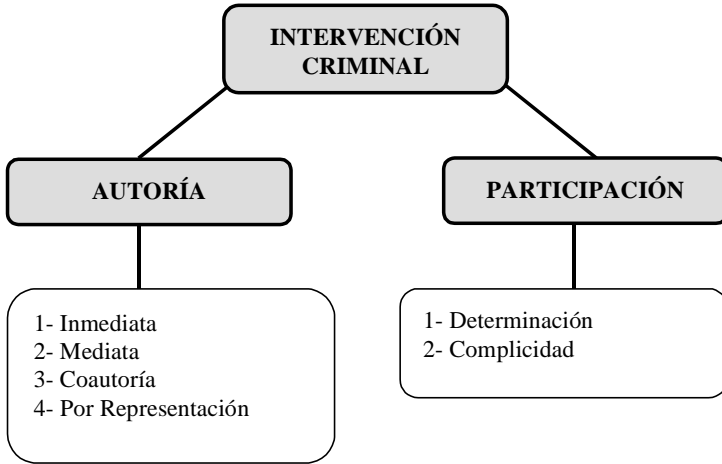 INTERVENCIÓN
CRIMINAL
AUTORÍA
PARTICIPACIÓN
1- Inmediata
2- Mediata
3- Coautoría
4- Por Representación
1- Determinación
2- Complicidad